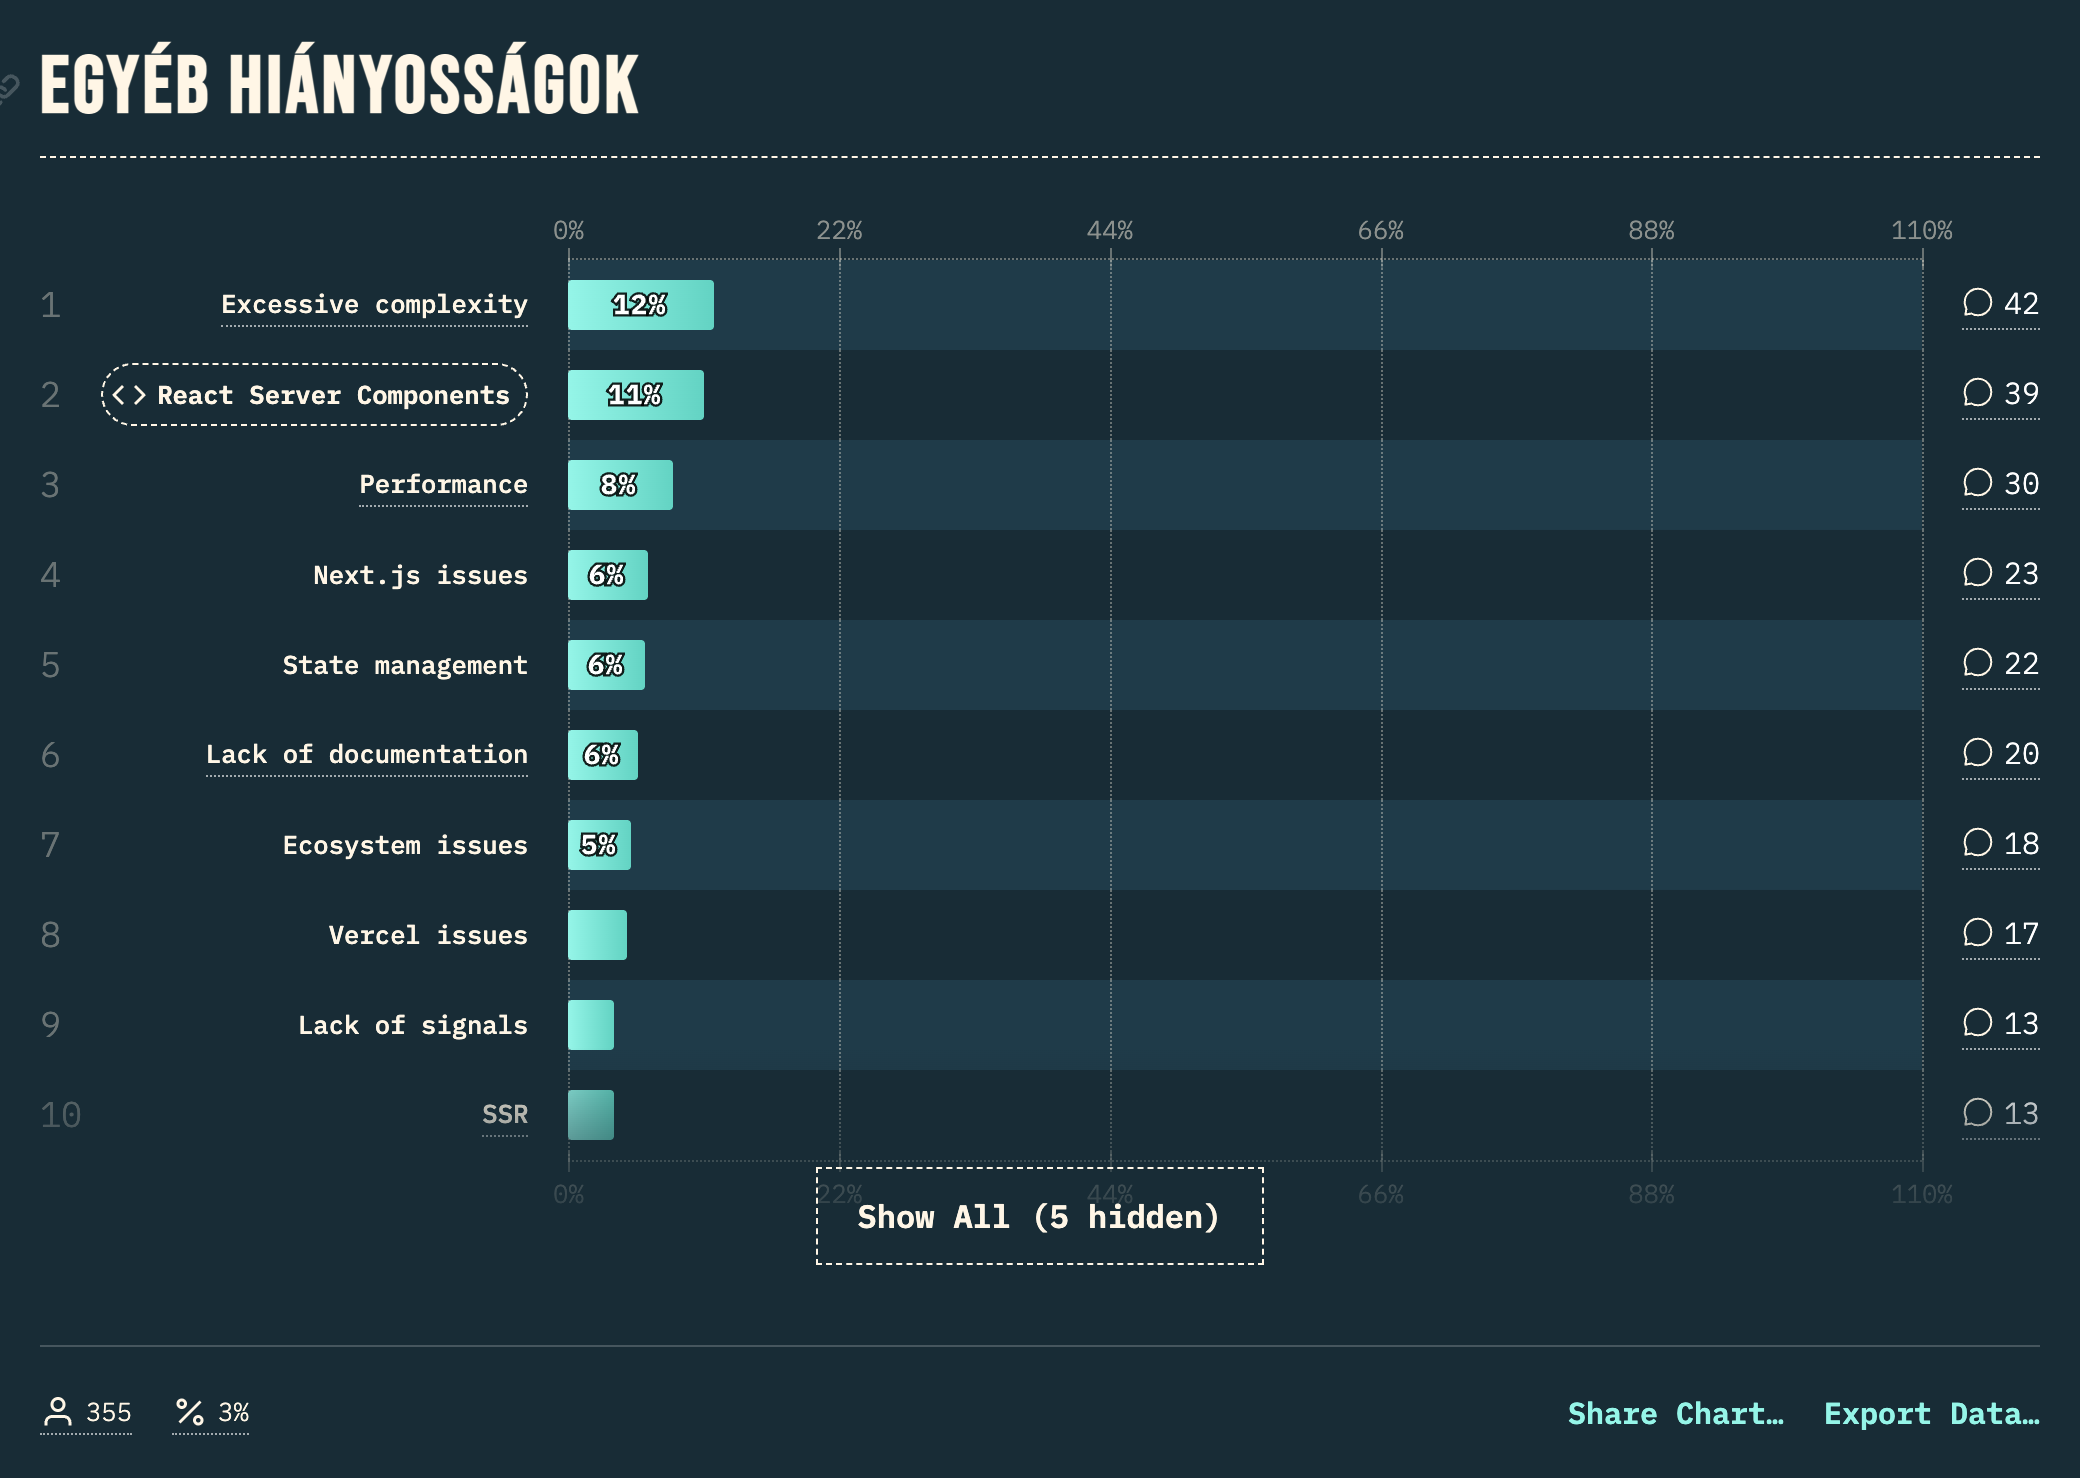 EGYÉB HIÁNYOSSÁGOK
0% 22% 44% 66% 88% 110%
1 Excessive complexity 12% 42
2 <> React Server Components 11% 39
3 Performance 8% 30
4 Next.js issues 6% 23
5 State management 6% 22
6 Lack of documentation 6% 20
7 Ecosystem issues 5% 18
8 Vercel issues 17
9 Lack of signals 13
10 SSR 13
0% 22% 44% 66% 88% 110%
Show All (5 hidden)
355 % 3% Share Chart… Export Data…